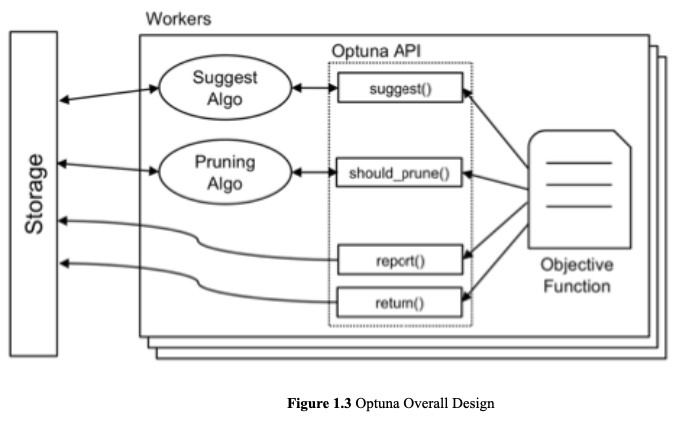 Workers
Optuna API
Suggest
Algo
suggest()
Pruning
Algo
should_prune()
Storage
report()
return()
Objective
Function
Figure 1.3 Optuna Overall Design